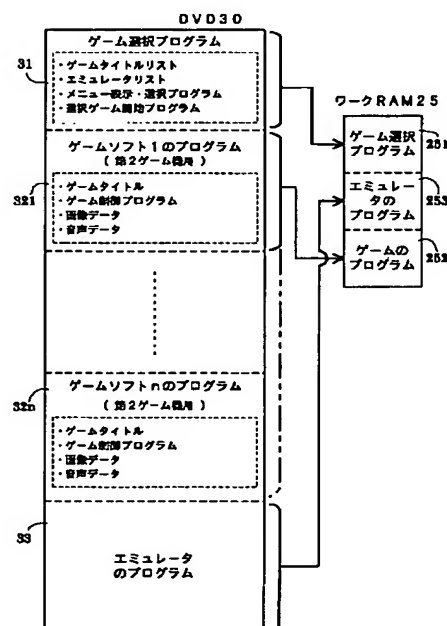 DVD30
ゲーム選択プログラム
31
・ゲームタイトルリスト
・エミュレータリスト
・メニュー表示・選択プログラム
・選択ゲーム開始プログラム
ゲームソフト1のプログラム
(第2ゲーム機用)
321
・ゲームタイトル
・ゲーム制御プログラム
・画像データ
・音声データ
ゲームソフトnのプログラム
(第2ゲーム機用)
32n
・ゲームタイトル
・ゲーム制御プログラム
・画像データ
・音声データ
33
エミュレータ
のプログラム
ワークRAM25
ゲーム選択
プログラム
251
エミュレー
タの
プログラム
253
ゲームの
プログラム
252